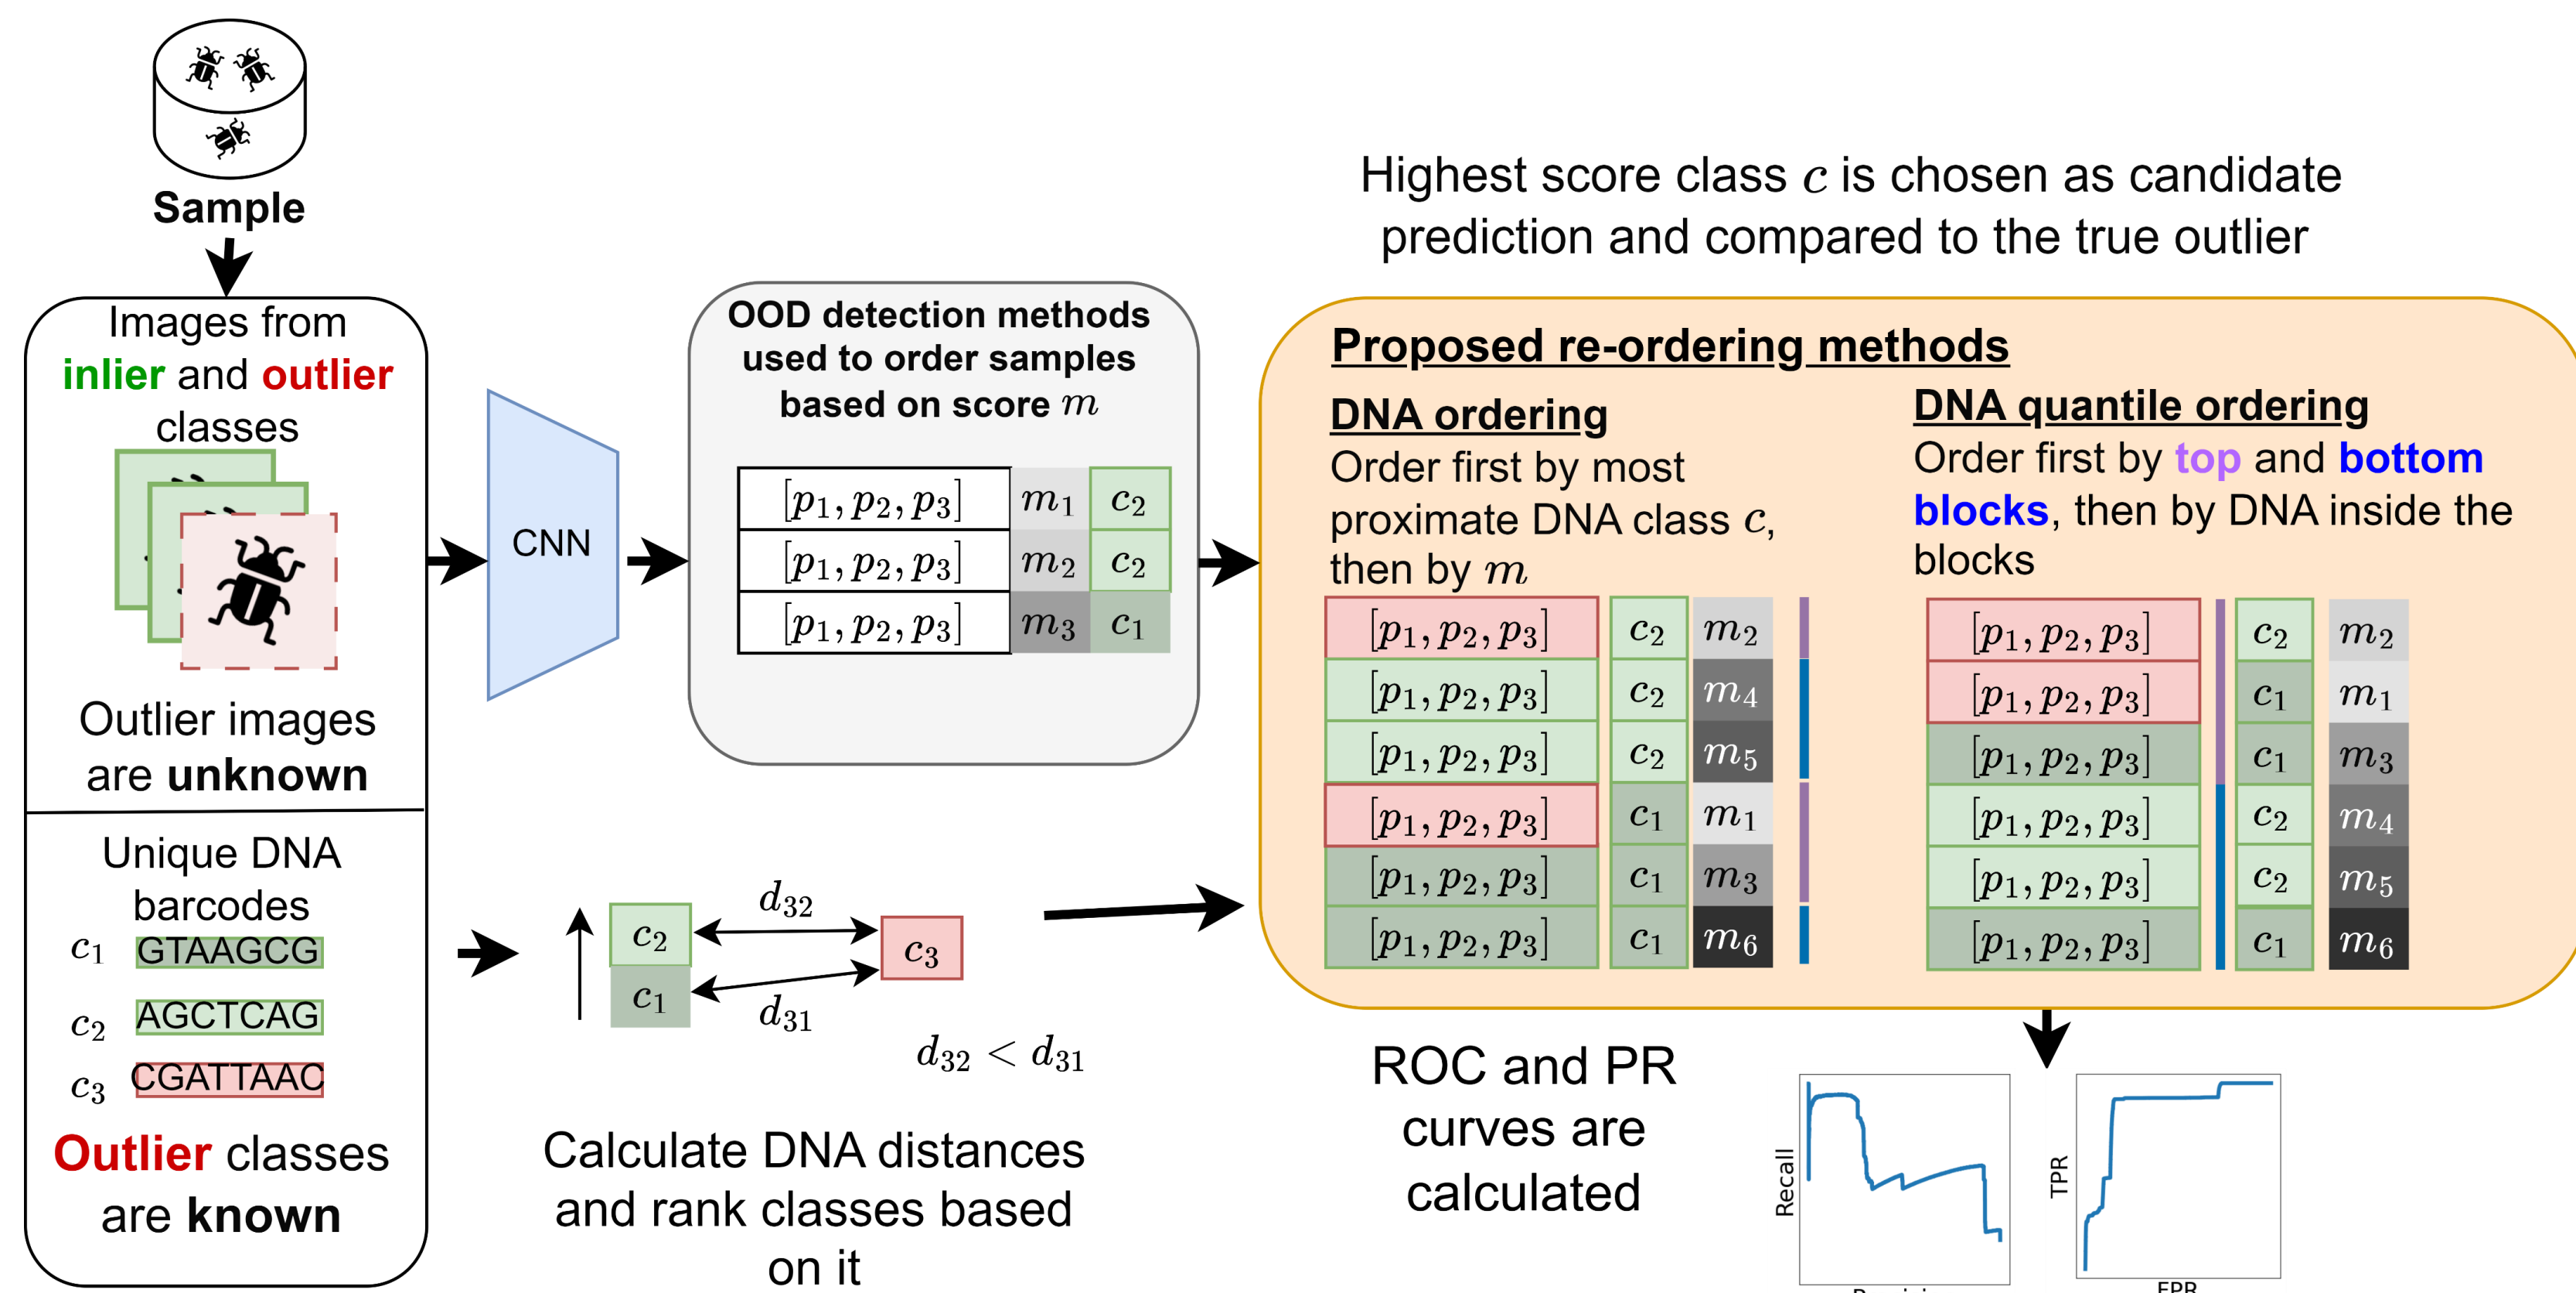 Sample
Images from
inlier and outlier
classes
Outlier images
are unknown
Unique DNA
barcodes
c1 GTAAGCG
c2 AGCTCAG
c3 CGATTAAC
Outlier classes
are known
CNN
OOD detection methods
used to order samples
based on score m
[p1, p2, p3] m1 c2
[p1, p2, p3] m2 c2
[p1, p2, p3] m3 c1
c2 d32 c3
c1 d31
d32 < d31
Calculate DNA distances
and rank classes based
on it
Highest score class c is chosen as candidate
prediction and compared to the true outlier
Proposed re-ordering methods
DNA ordering
Order first by most
proximate DNA class c,
then by m
[p1, p2, p3] c2 m2
[p1, p2, p3] c2 m4
[p1, p2, p3] c2 m5
[p1, p2, p3] c1 m1
[p1, p2, p3] c1 m3
[p1, p2, p3] c1 m6
DNA quantile ordering
Order first by top and bottom
blocks, then by DNA inside the
blocks
[p1, p2, p3] c2 m2
[p1, p2, p3] c1 m1
[p1, p2, p3] c1 m3
[p1, p2, p3] c2 m4
[p1, p2, p3] c2 m5
[p1, p2, p3] c1 m6
ROC and PR
curves are
calculated
Recall
TPR
FPR